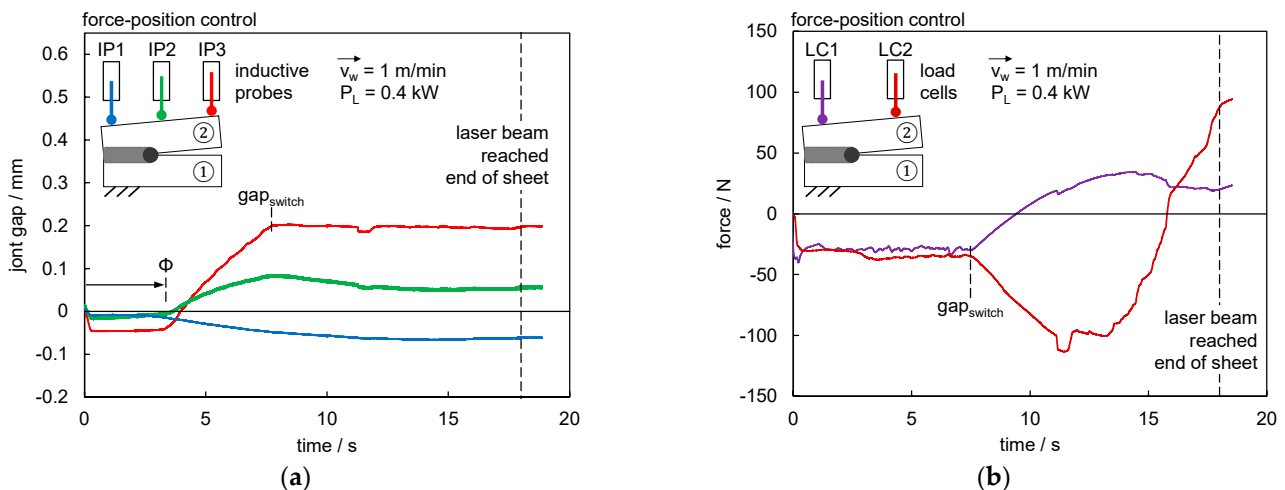 force-position control
0.6
0.5
0.4
0.3
0.2
0.1
0
-0.1
-0.2
jont gap / mm
IP1 IP2 IP3
inductive
probes
v_w = 1 m/min
P_L = 0.4 kW
②
①
laser beam
reached
end of sheet
gap_switch
Φ
0 5 10 15 20
time / s
(a)
force-position control
150
100
50
0
-50
-100
-150
force / N
LC1 LC2
load
cells
v_w = 1 m/min
P_L = 0.4 kW
②
①
gap_switch
laser beam
reached
end of sheet
0 5 10 15 20
time / s
(b)